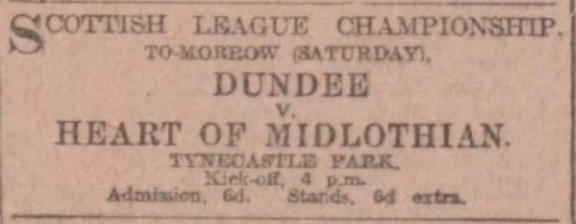 SCOTTISH LEAGUE CHAMPIONSHIP.
TO-MORROW (SATURDAY),
DUNDEE
V.
HEART OF MIDLOTHIAN.
TYNECASTLE PARK.
Kick-off, 4 p.m.
Admission, 6d. Stands, 6d extra.